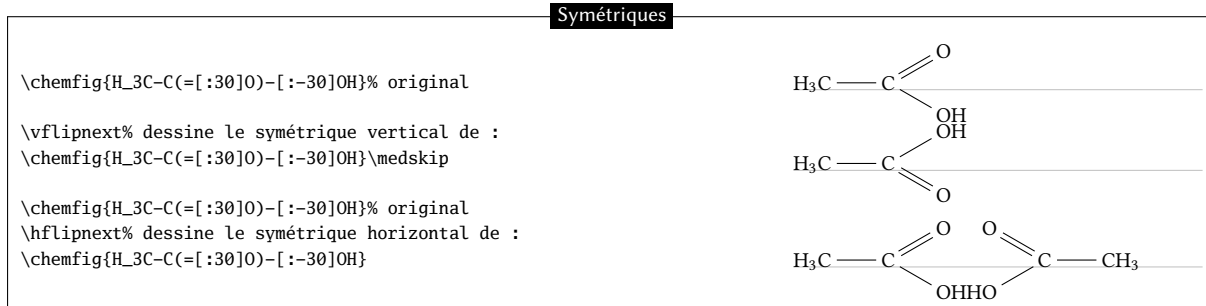 Symétriques
\chemfig{H_3C-C(=[:30]O)-[:-30]OH}% original
\vflipnext% dessine le symétrique vertical de :
\chemfig{H_3C-C(=[:30]O)-[:-30]OH}\medskip
\chemfig{H_3C-C(=[:30]O)-[:-30]OH}% original
\hflipnext% dessine le symétrique horizontal de :
\chemfig{H_3C-C(=[:30]O)-[:-30]OH}
O
H₃C C
OH
OH
H₃C C
O
O O
H₃C C C CH₃
OHHO